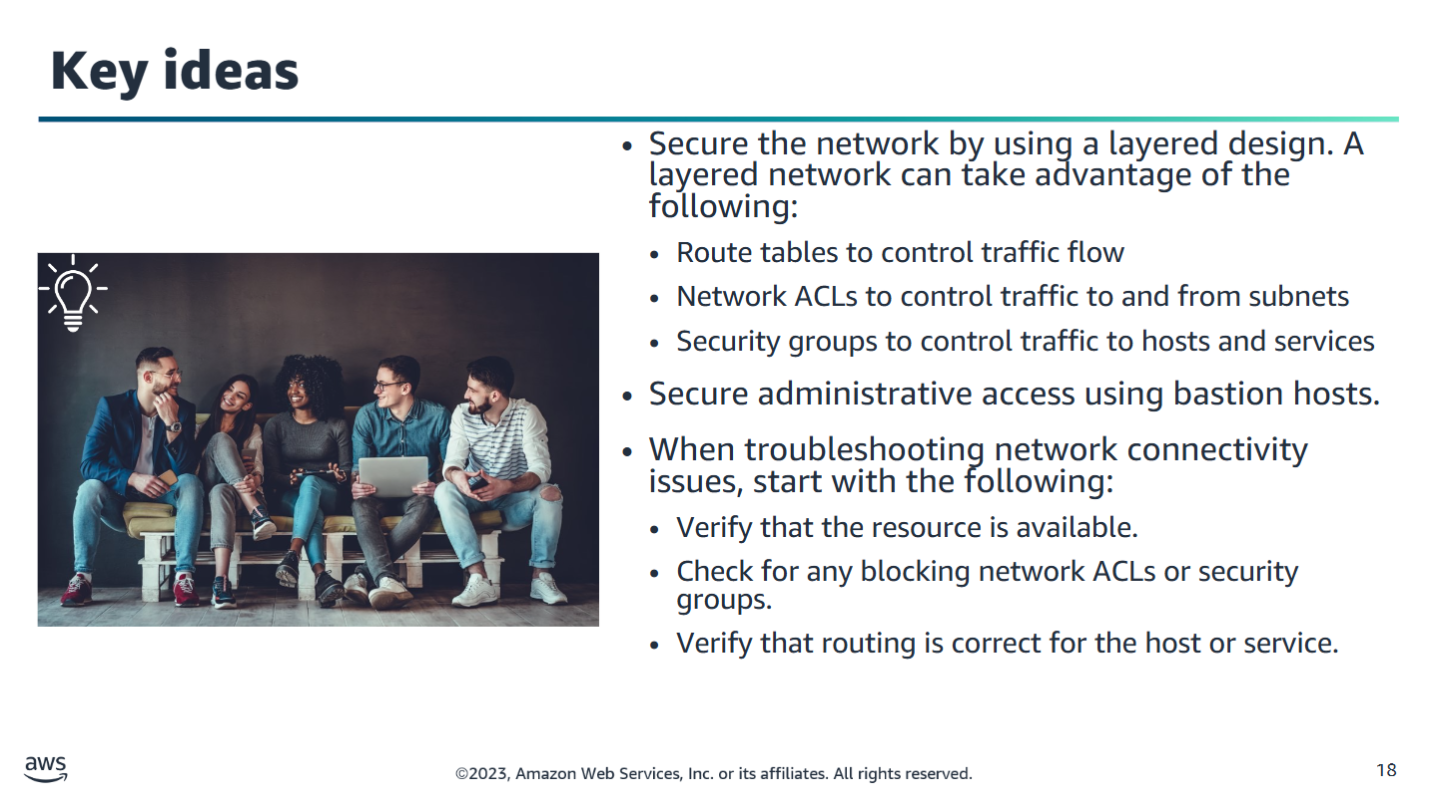 Key ideas
• Secure the network by using a layered design. A
layered network can take advantage of the
following:
• Route tables to control traffic flow
• Network ACLs to control traffic to and from subnets
• Security groups to control traffic to hosts and services
• Secure administrative access using bastion hosts.
• When troubleshooting network connectivity
issues, start with the following:
• Verify that the resource is available.
• Check for any blocking network ACLs or security
groups.
• Verify that routing is correct for the host or service.
aws
©2023, Amazon Web Services, Inc. or its affiliates. All rights reserved.
18